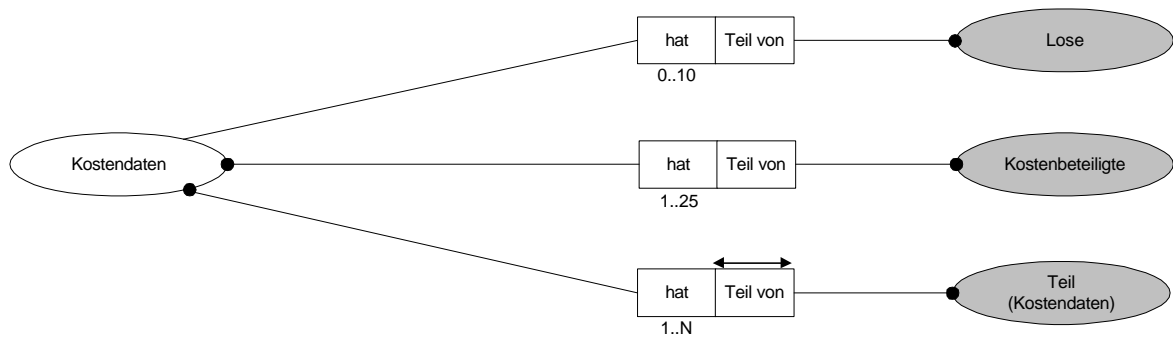 hat
Teil von
Lose
0..10
Kostendaten
hat
Teil von
Kostenbeteiligte
1..25
hat
Teil von
Teil
(Kostendaten)
1..N